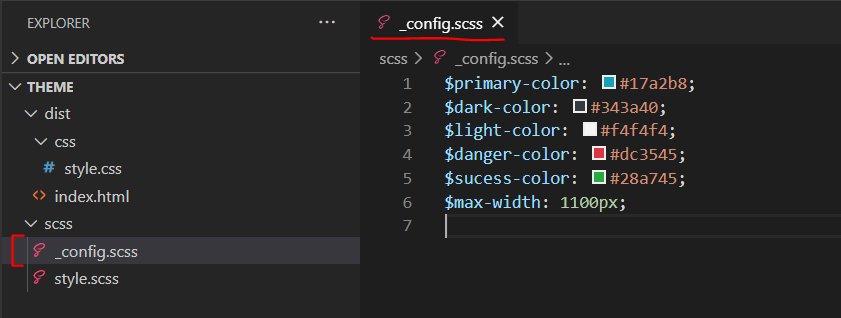 EXPLORER
OPEN EDITORS
THEME
dist
css
# style.css
<> index.html
scss
_config.scss
style.scss
_config.scss
scss > _config.scss > ...
1 $primary-color: #17a2b8;
2 $dark-color: #343a40;
3 $light-color: #f4f4f4;
4 $danger-color: #dc3545;
5 $sucess-color: #28a745;
6 $max-width: 1100px;
7